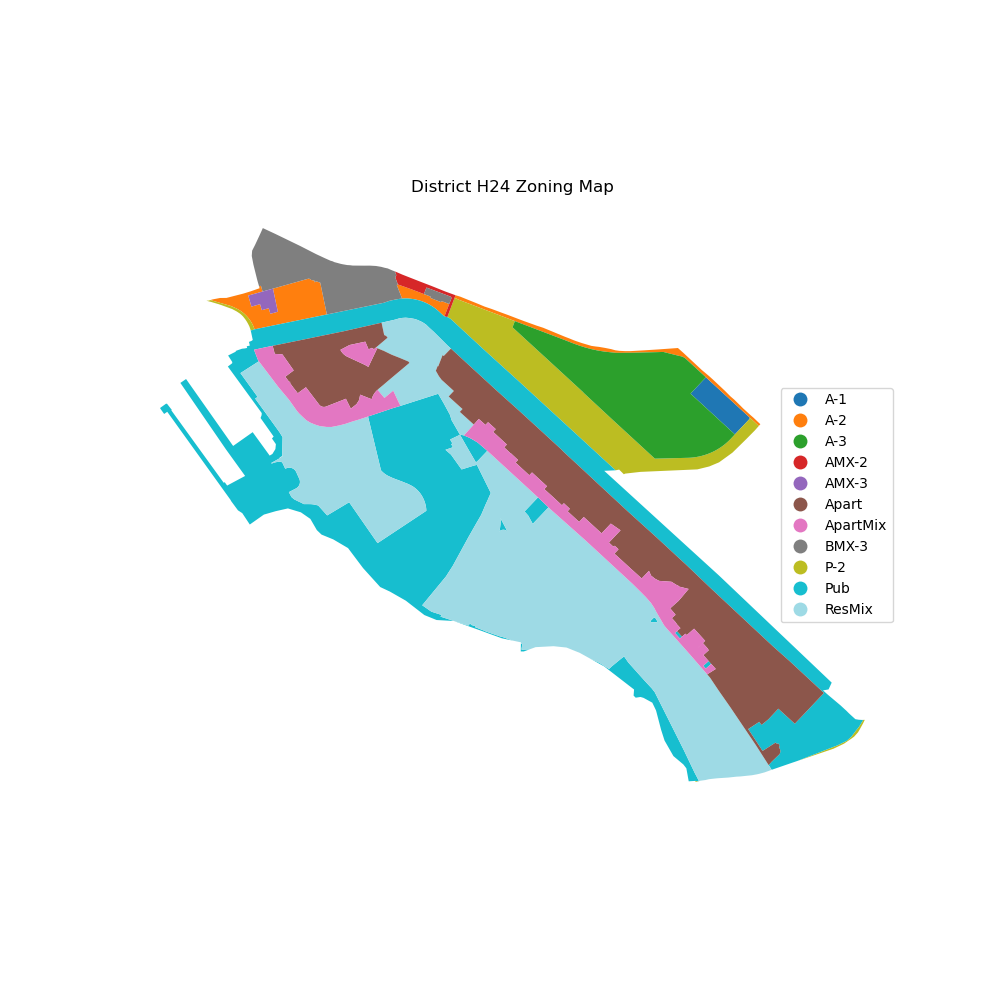 District H24 Zoning Map
A-1
A-2
A-3
AMX-2
AMX-3
Apart
ApartMix
BMX-3
P-2
Pub
ResMix